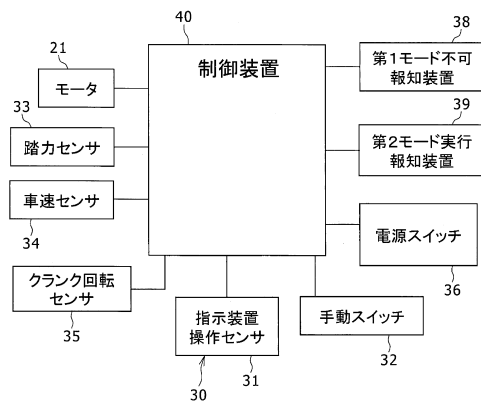 40
制御装置
21
モータ
33
踏力センサ
車速センサ
34
クランク回転
センサ
35
指示装置
操作センサ
30
31
手動スイッチ
32
38
第1モード不可
報知装置
39
第2モード実行
報知装置
電源スイッチ
36